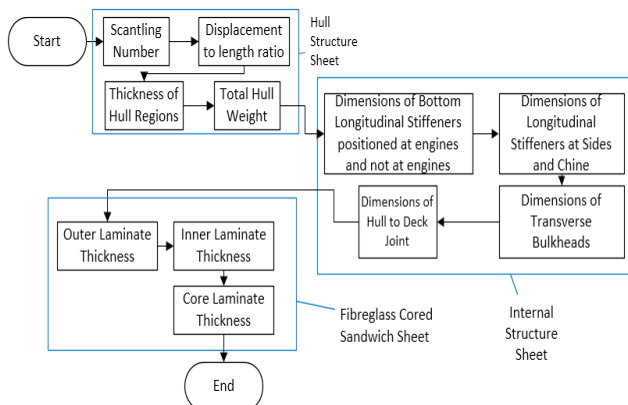 Start
Scantling
Number
Displacement
to length ratio
Hull
Structure
Sheet
Thickness of
Hull Regions
Total Hull
Weight
Dimensions of Bottom
Longitudinal Stiffeners
positioned at engines
and not at engines
Dimensions of
Longitudinal
Stiffeners at Sides
and Chine
Dimensions of
Transverse
Bulkheads
Dimensions of
Hull to Deck
Joint
Internal
Structure
Sheet
Outer Laminate
Thickness
Inner Laminate
Thickness
Core Laminate
Thickness
Fibreglass Cored
Sandwich Sheet
End